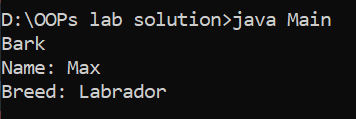 D:\OOPs lab solution>java Main
Bark
Name: Max
Breed: Labrador